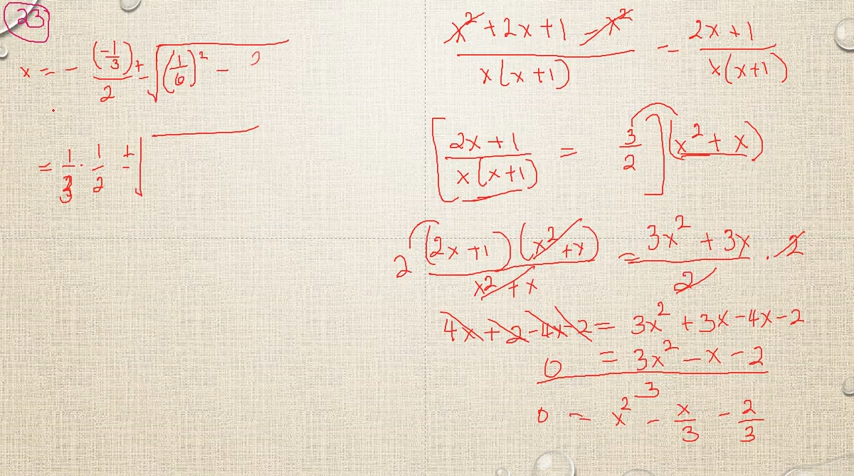 23
x = - (-1/3)/2 ± √((1/6)² -
= 1/3 · 1/2 ± √
(x² + 2x + 1 - x²)/(x(x+1)) = (2x+1)/(x(x+1))
[(2x+1)/(x(x+1)) = 3/2](x² + x)
2 (2x+1)(x² + x)/(x² + x) = (3x² + 3x)/2 · 2
4x + 2 - 4x - 2 = 3x² + 3x - 4x - 2
0 = 3x² - x - 2
3
0 = x² - x/3 - 2/3